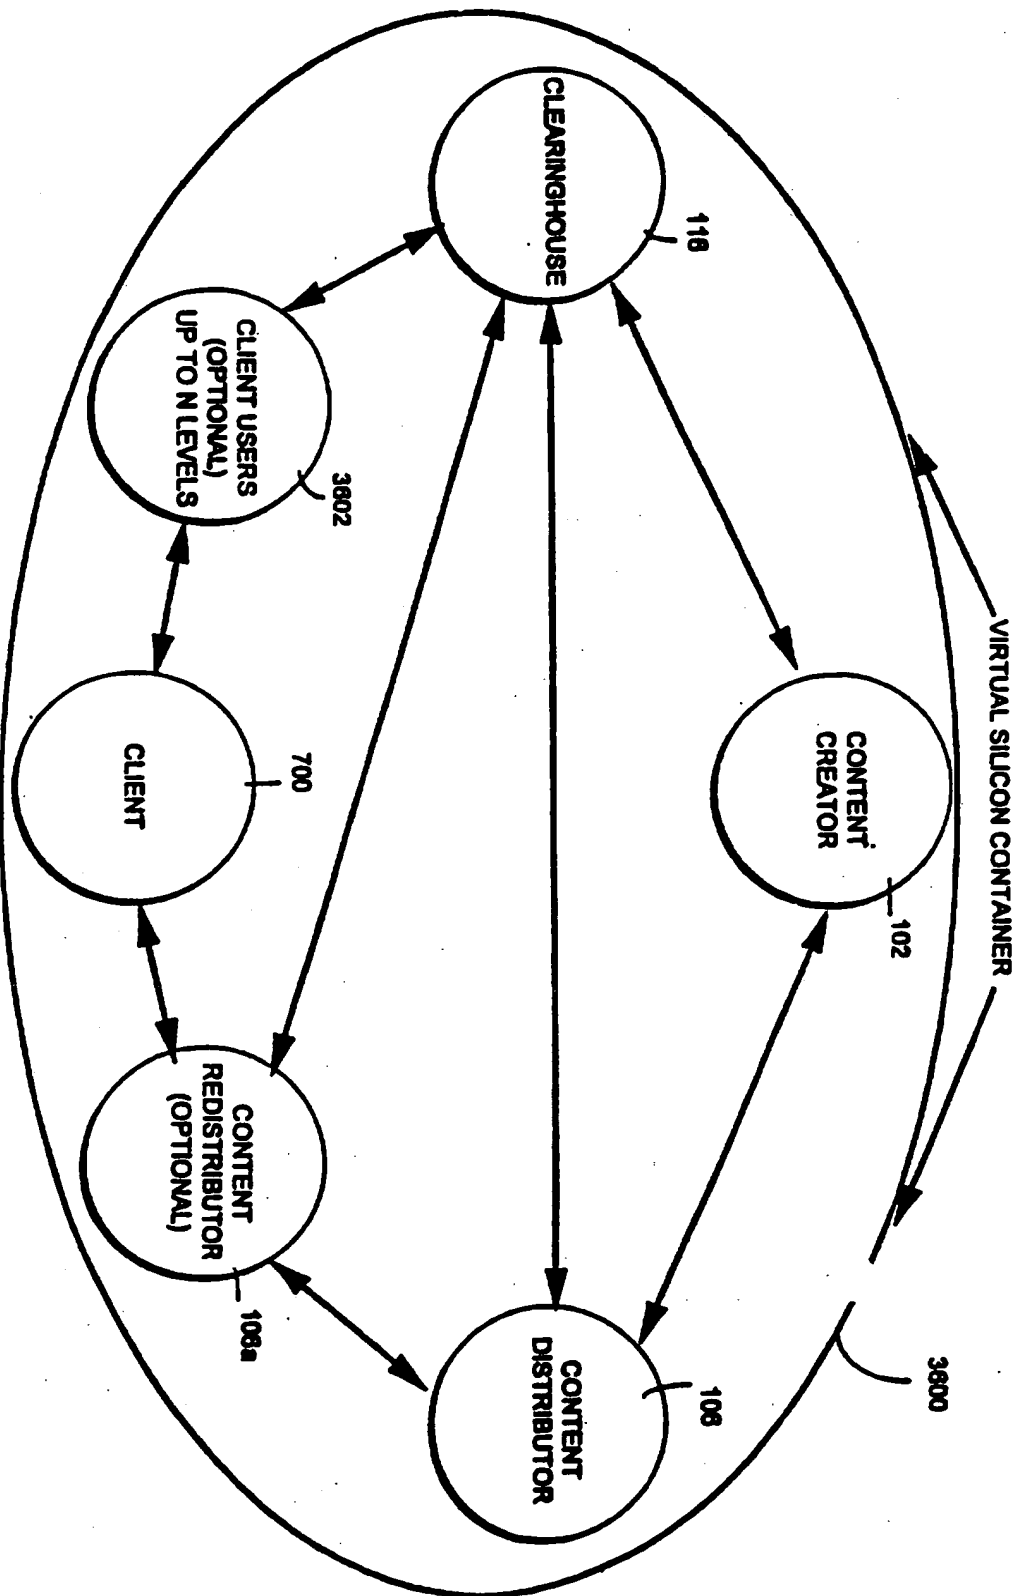 VIRTUAL SILICON CONTAINER
3600
CONTENT
CREATOR
102
116
CLEARINGHOUSE
106
CONTENT
DISTRIBUTOR
3602
CLIENT USERS
(OPTIONAL)
UP TO N LEVELS
700
CLIENT
CONTENT
REDISTRIBUTOR
(OPTIONAL)
106a